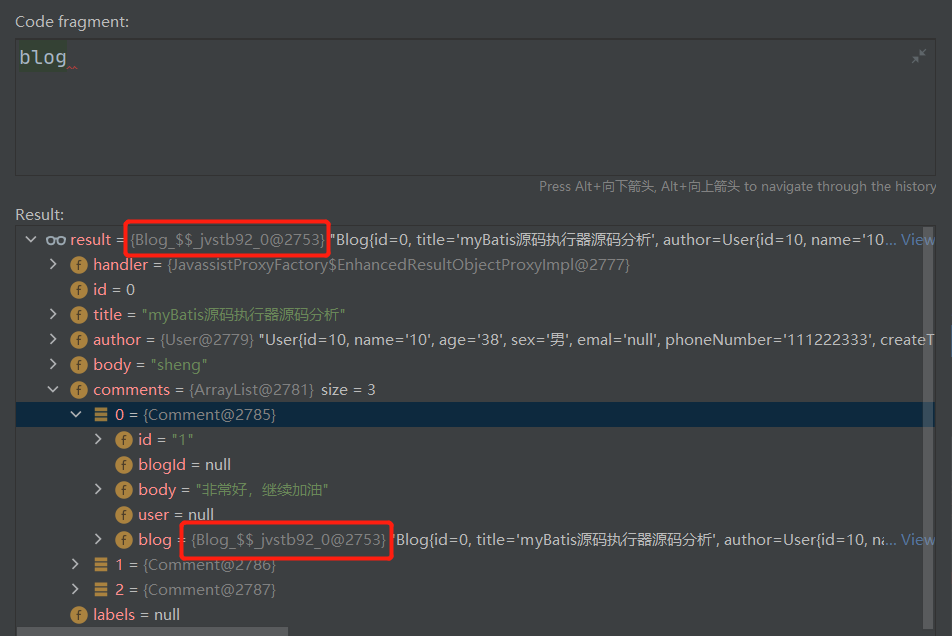 Code fragment:
blog
Press Alt+向下箭头, Alt+向上箭头 to navigate through the history
Result:
result = {Blog_$$_jvstb92_0@2753} "Blog{id=0, title='myBatis源码执行器源码分析', author=User{id=10, name='10... View
handler = {JavassistProxyFactory$EnhancedResultObjectProxyImpl@2777}
id = 0
title = "myBatis源码执行器源码分析"
author = {User@2779} "User{id=10, name='10', age='38', sex='男', emal='null', phoneNumber='111222333', createT
body = "sheng"
comments = {ArrayList@2781} size = 3
0 = {Comment@2785}
id = "1"
blogId = null
body = "非常好，继续加油"
user = null
blog = {Blog_$$_jvstb92_0@2753} "Blog{id=0, title='myBatis源码执行器源码分析', author=User{id=10, na... View
1 = {Comment@2786}
2 = {Comment@2787}
labels = null